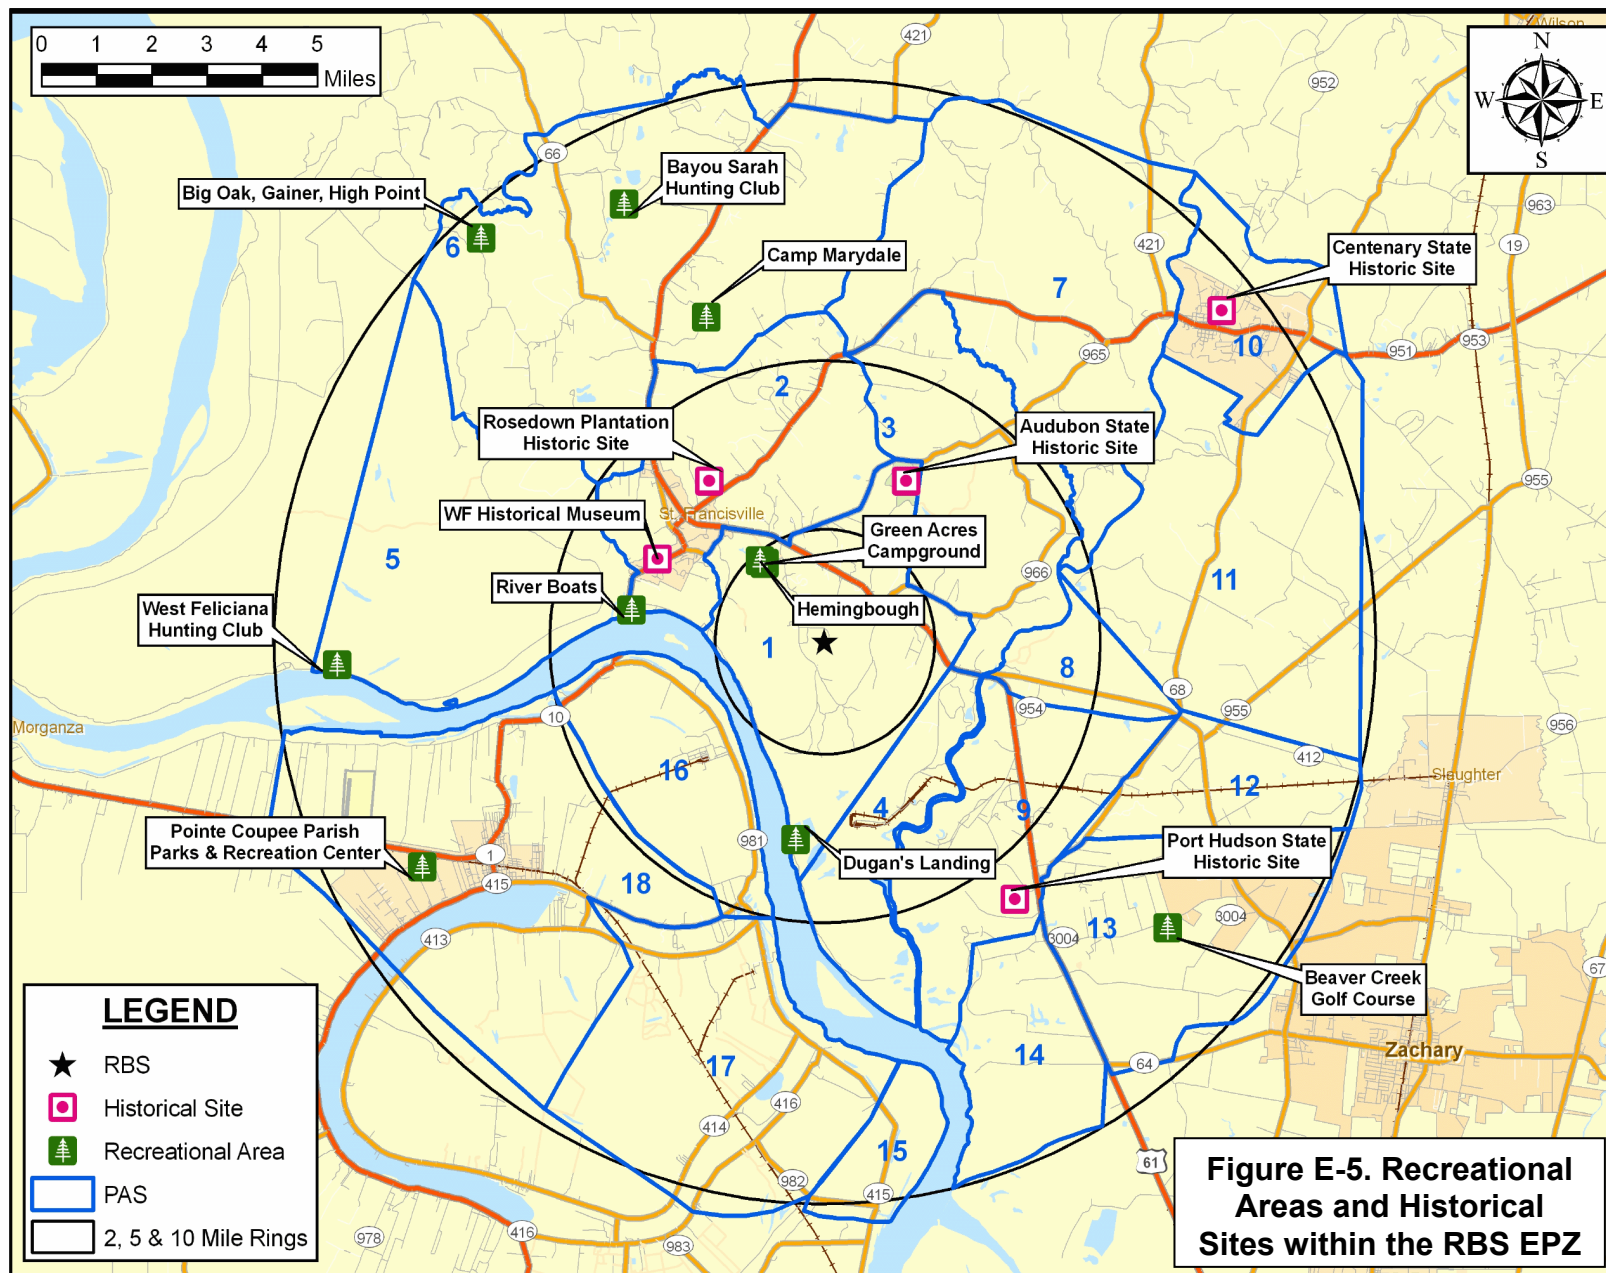 0 1 2 3 4 5
Miles
421
Wilson
952
N
W E
S
66
Bayou Sarah
Hunting Club
Big Oak, Gainer, High Point
963
6
421
19
Camp Marydale
Centenary State
Historic Site
7
10
965
951
953
2
Rosedown Plantation
Historic Site
3
Audubon State
Historic Site
955
WF Historical Museum
St. Francisville
Green Acres
Campground
5
966
11
River Boats
West Feliciana
Hunting Club
Hemingbough
1
8
68
Morganza
10
954
955
956
412
16
Slaughter
12
4
9
Pointe Coupee Parish
Parks & Recreation Center
981
Port Hudson State
Historic Site
1
Dugan's Landing
415
18
3004
13
413
3004
67
Beaver Creek
Golf Course
LEGEND
RBS
Historical Site
Recreational Area
PAS
2, 5 & 10 Mile Rings
14
Zachary
17
64
416
414
15
61
982
415
416
978
983
Figure E-5. Recreational
Areas and Historical
Sites within the RBS EPZ